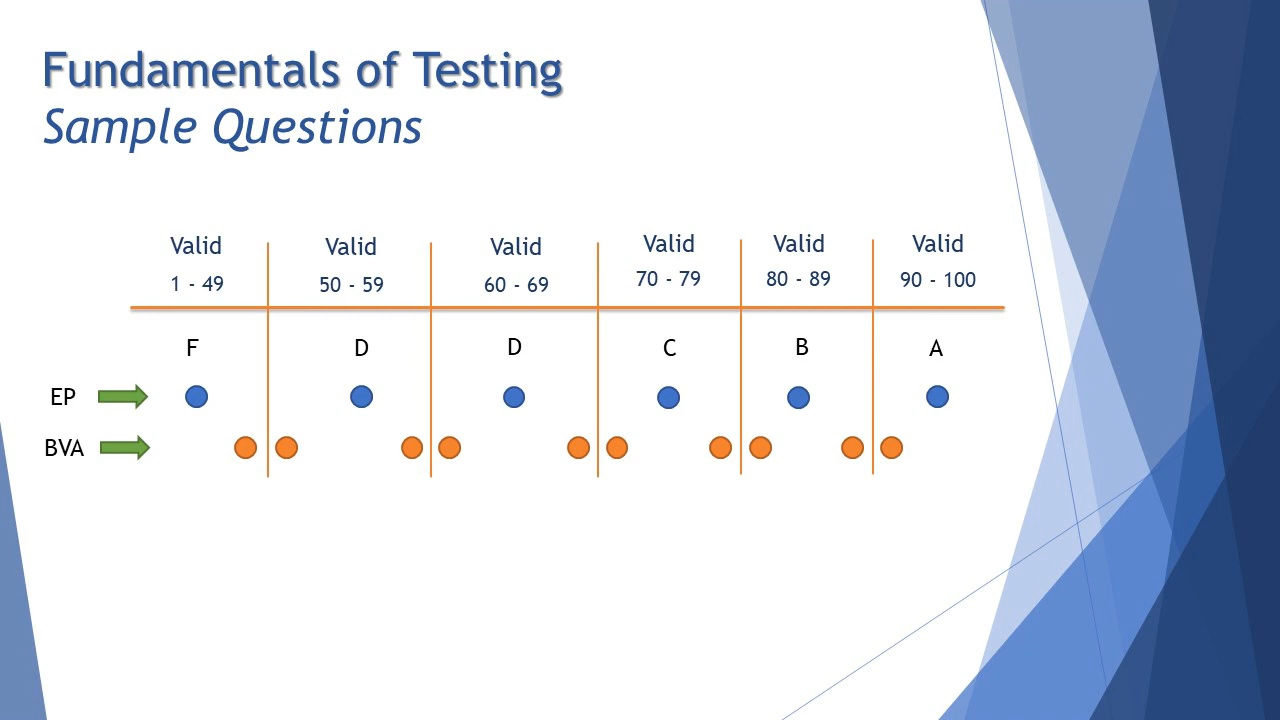 Fundamentals of Testing
Sample Questions
Valid Valid Valid Valid Valid Valid
1 - 49 50 - 59 60 - 69 70 - 79 80 - 89 90 - 100
F D D C B A
EP
BVA